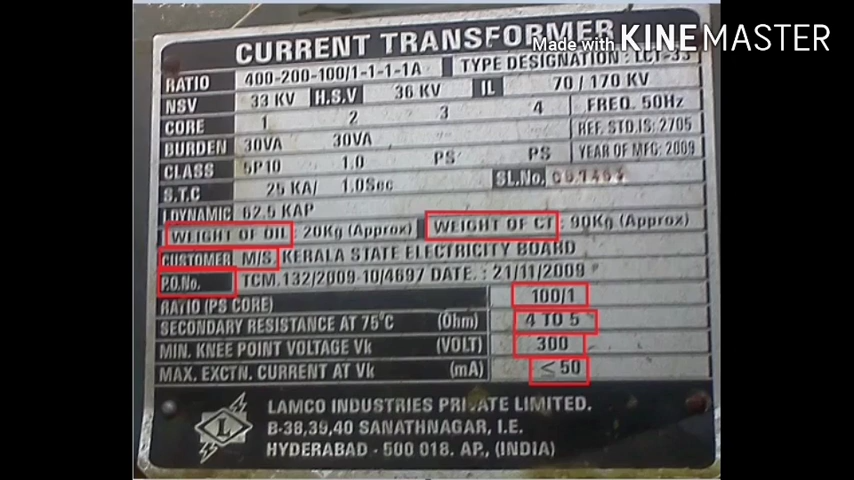 Made with KINEMASTER
CURRENT TRANSFORMER
RATIO 400-200-100/1-1-1-1A TYPE DESIGNATION : LCT-33
NSV 33 KV H.S.V 36 KV IL 70 / 170 KV
CORE 1 2 3 4 FREQ. 50Hz
BURDEN 30VA 30VA REF. STD.IS: 2705
CLASS 5P10 1.0 PS PS YEAR OF MFG: 2009
S.T.C 25 KA/ 1.0Sec SL.No.
I DYNAMIC 62.5 KAP
WEIGHT OF OIL : 20Kg (Approx) WEIGHT OF CT : 90Kg (Approx)
CUSTOMER M/S. KERALA STATE ELECTRICITY BOARD
P.O.No. TCM.132/2009-10/4697 DATE. : 21/11/2009
RATIO (PS CORE) 100/1
SECONDARY RESISTANCE AT 75°C (Ohm) 4 TO 5
MIN. KNEE POINT VOLTAGE Vk (VOLT) 300
MAX. EXCTN. CURRENT AT Vk (mA) ≤50
L LAMCO INDUSTRIES PRIVATE LIMITED.
B-38,39,40 SANATHNAGAR, I.E.
HYDERABAD - 500 018. AP., (INDIA)